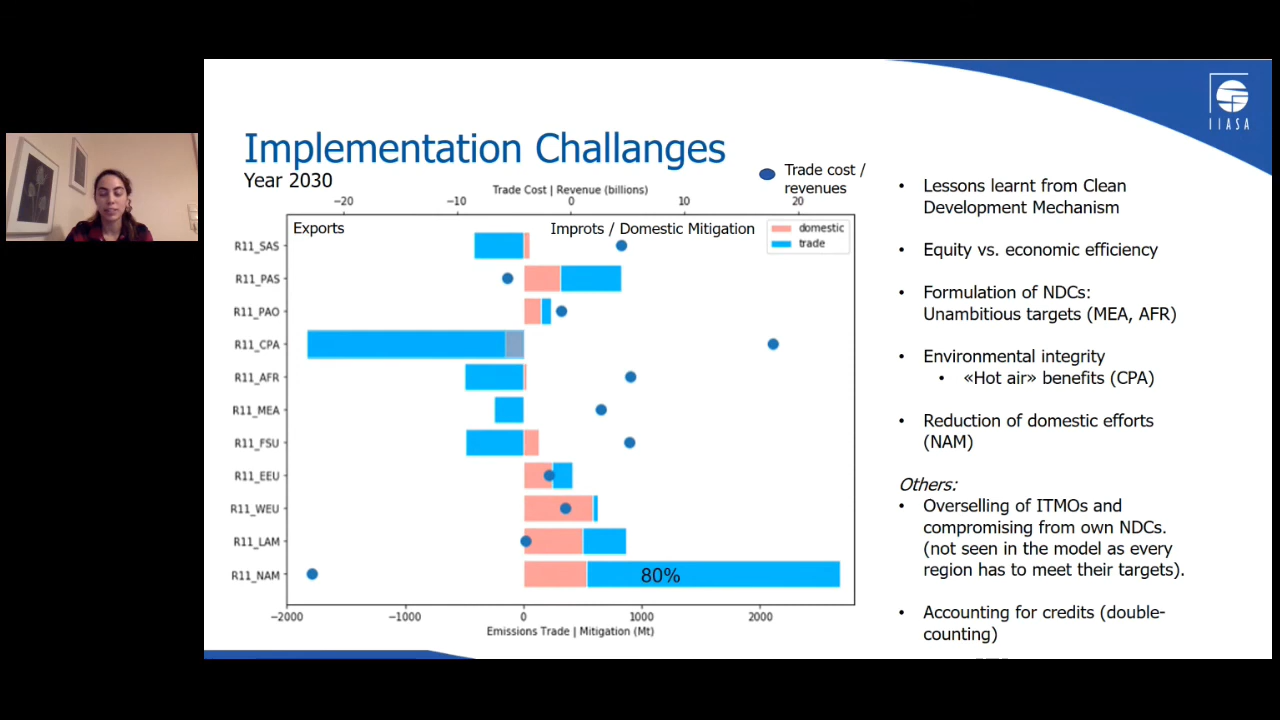 IIASA
Implementation Challanges
Year 2030
Trade cost /
revenues
Trade Cost | Revenue (billions)
−20 −10 0 10 20
Exports
Improts / Domestic Mitigation
domestic
trade
R11_SAS
R11_PAS
R11_PAO
R11_CPA
R11_AFR
R11_MEA
R11_FSU
R11_EEU
R11_WEU
R11_LAM
R11_NAM
80%
−2000 −1000 0 1000 2000
Emissions Trade | Mitigation (Mt)
• Lessons learnt from Clean
Development Mechanism
• Equity vs. economic efficiency
• Formulation of NDCs:
Unambitious targets (MEA, AFR)
• Environmental integrity
• «Hot air» benefits (CPA)
• Reduction of domestic efforts
(NAM)
Others:
• Overselling of ITMOs and
compromising from own NDCs.
(not seen in the model as every
region has to meet their targets).
• Accounting for credits (double-
counting)